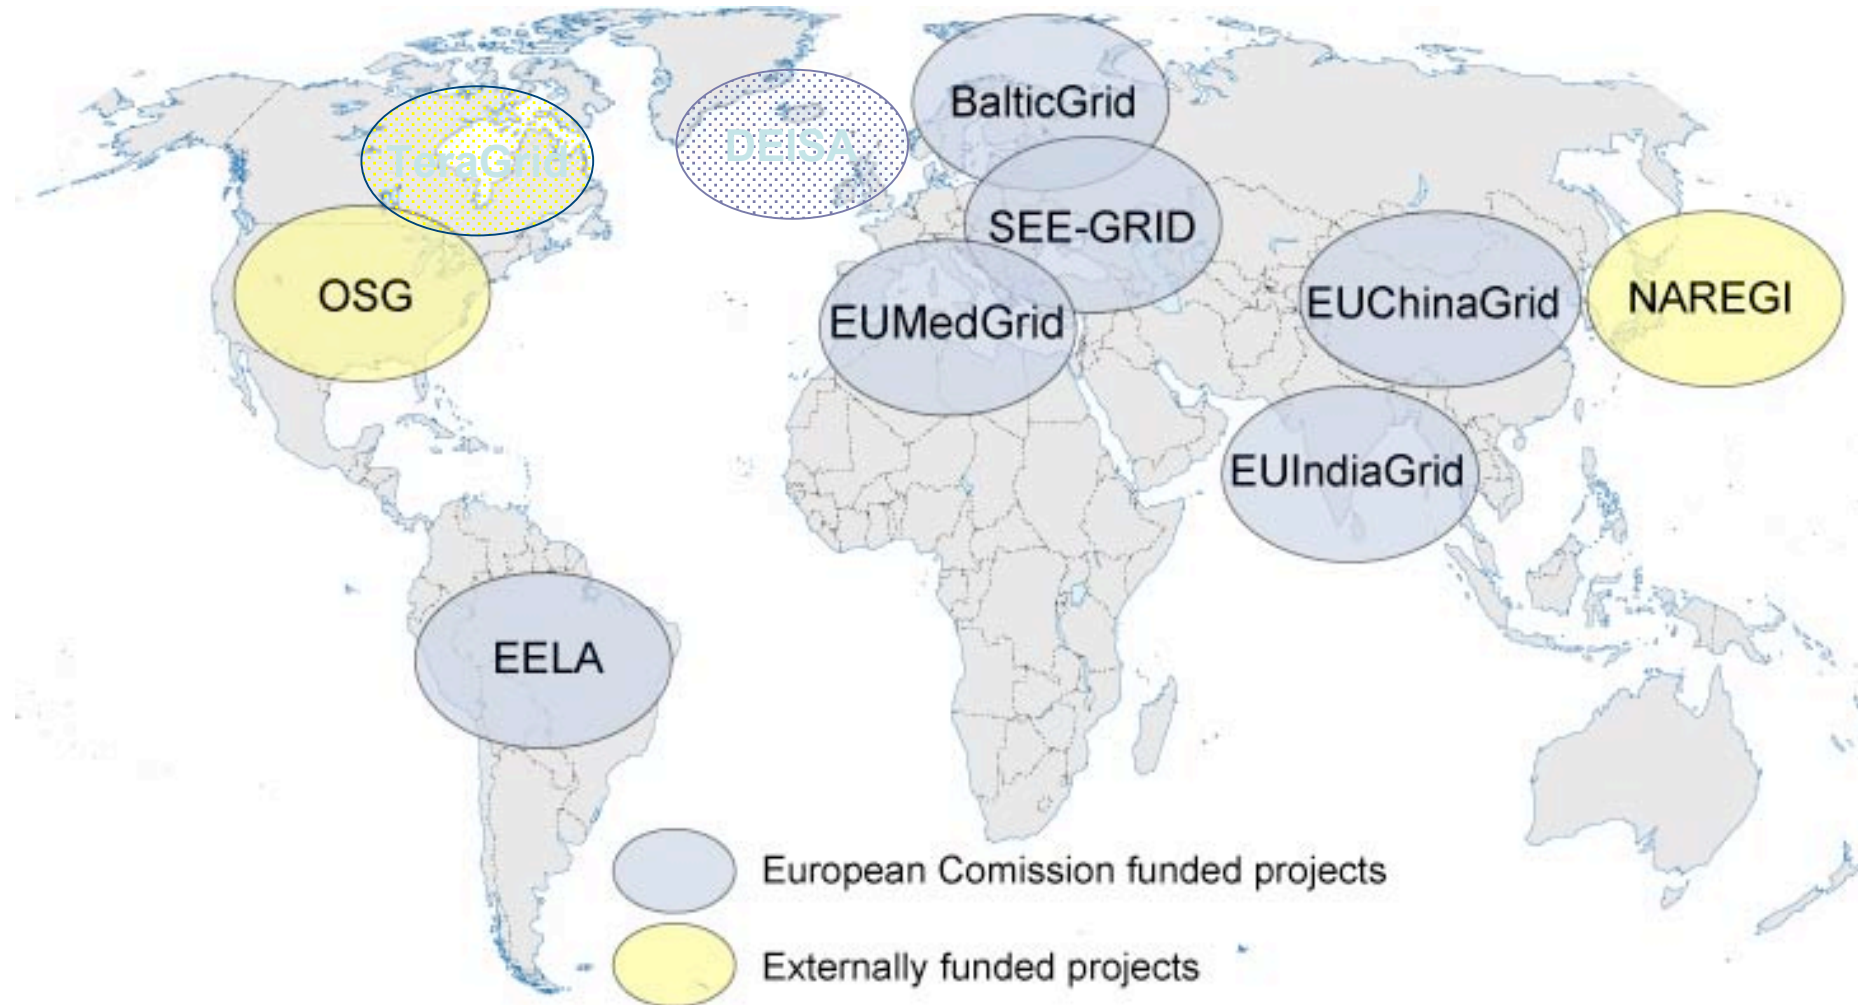 BalticGrid
TeraGrid
DEISA
SEE-GRID
OSG
EUMedGrid
EUChinaGrid
NAREGI
EUIndiaGrid
EELA
European Comission funded projects
Externally funded projects